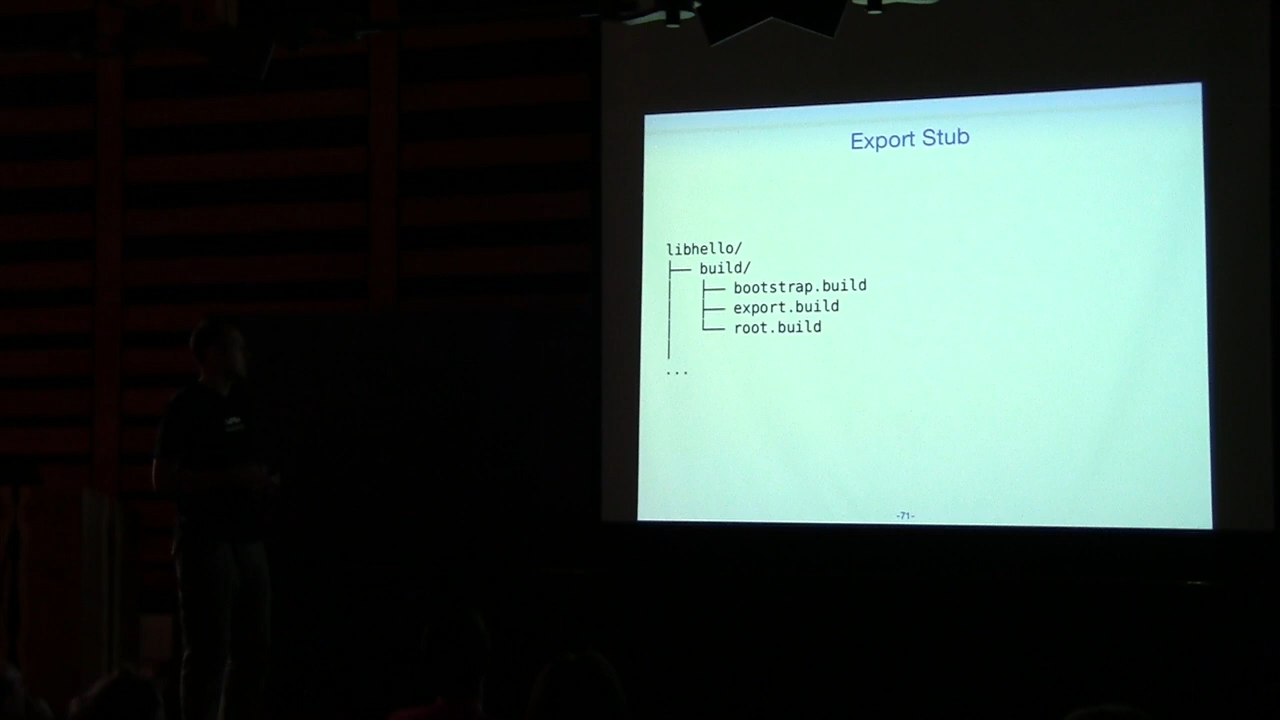 Export Stub
libhello/
├── build/
│   ├── bootstrap.build
│   ├── export.build
│   └── root.build
│
...
-71-